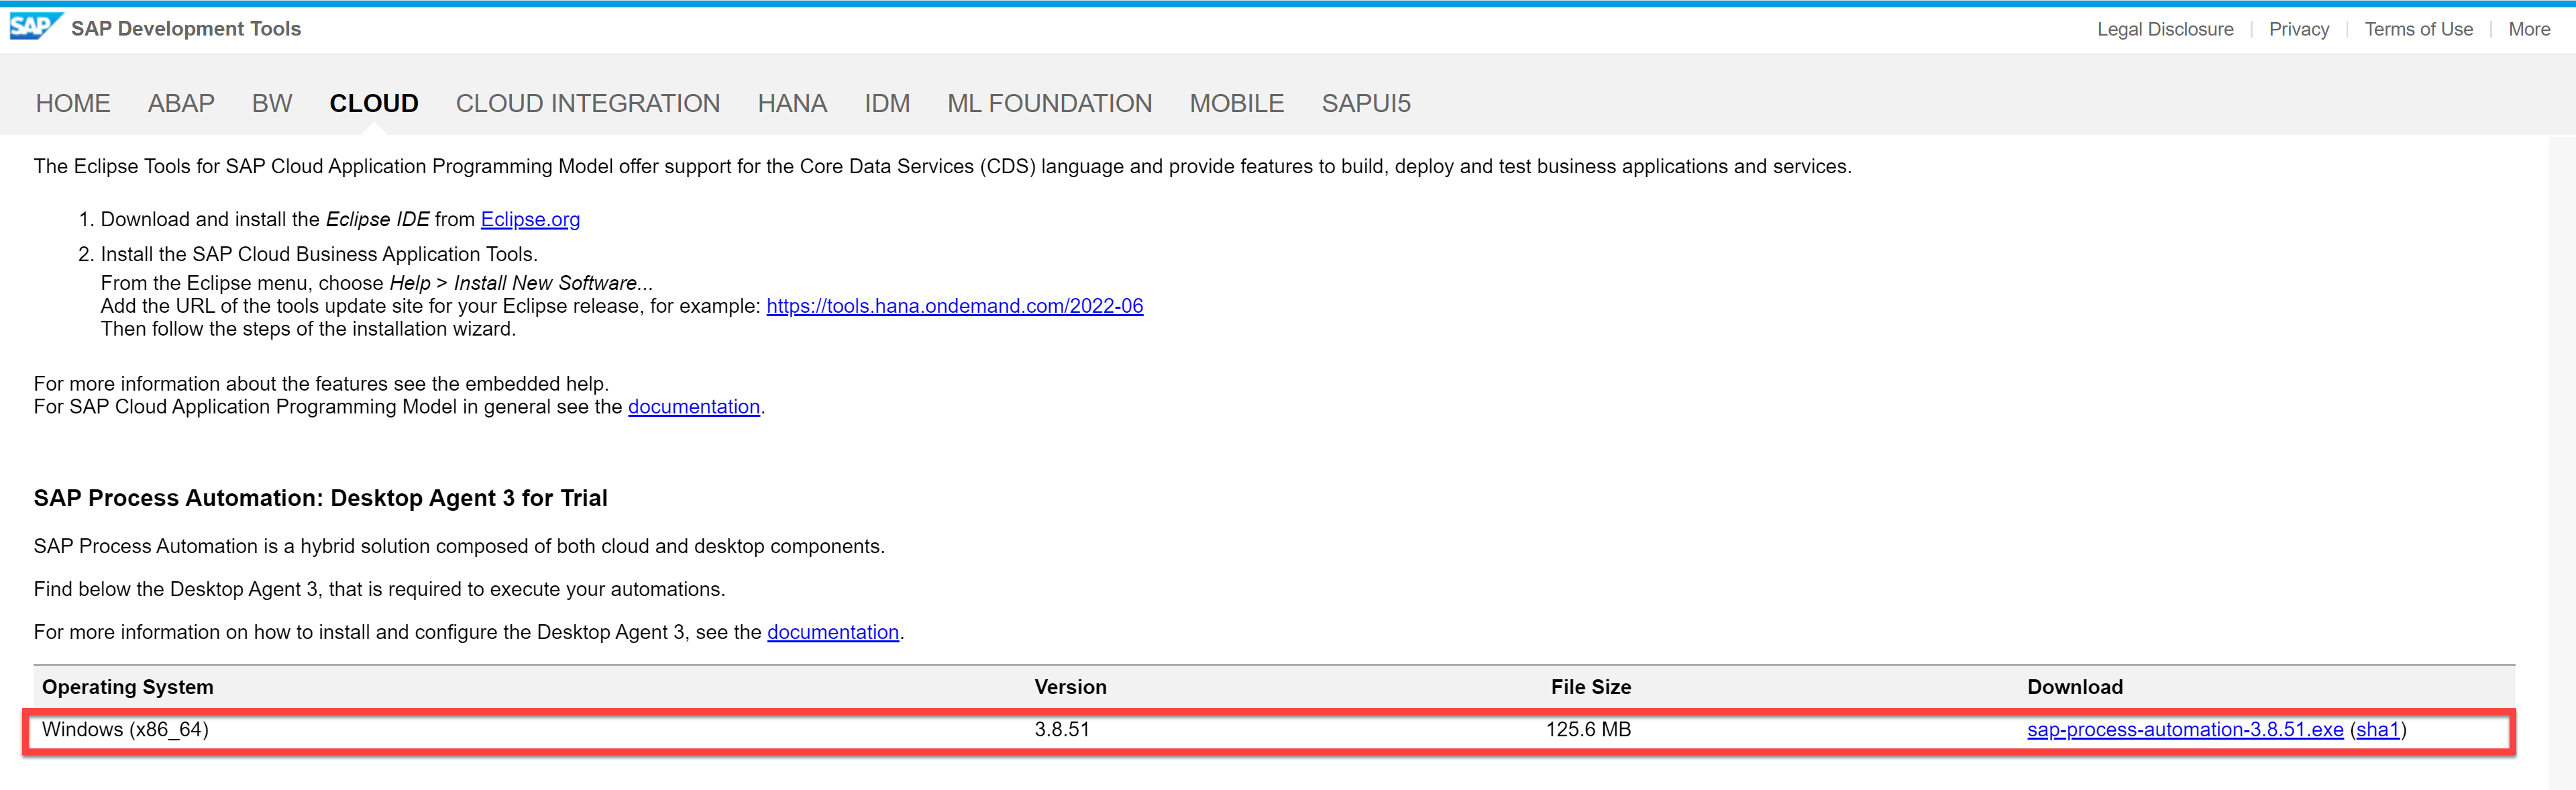 SAP SAP Development Tools Legal Disclosure Privacy Terms of Use More
HOME ABAP BW CLOUD CLOUD INTEGRATION HANA IDM ML FOUNDATION MOBILE SAPUI5
The Eclipse Tools for SAP Cloud Application Programming Model offer support for the Core Data Services (CDS) language and provide features to build, deploy and test business applications and services.
1. Download and install the Eclipse IDE from Eclipse.org
2. Install the SAP Cloud Business Application Tools.
From the Eclipse menu, choose Help > Install New Software...
Add the URL of the tools update site for your Eclipse release, for example: https://tools.hana.ondemand.com/2022-06
Then follow the steps of the installation wizard.
For more information about the features see the embedded help.
For SAP Cloud Application Programming Model in general see the documentation.
SAP Process Automation: Desktop Agent 3 for Trial
SAP Process Automation is a hybrid solution composed of both cloud and desktop components.
Find below the Desktop Agent 3, that is required to execute your automations.
For more information on how to install and configure the Desktop Agent 3, see the documentation.
Operating System Version File Size Download
Windows (x86_64) 3.8.51 125.6 MB sap-process-automation-3.8.51.exe (sha1)